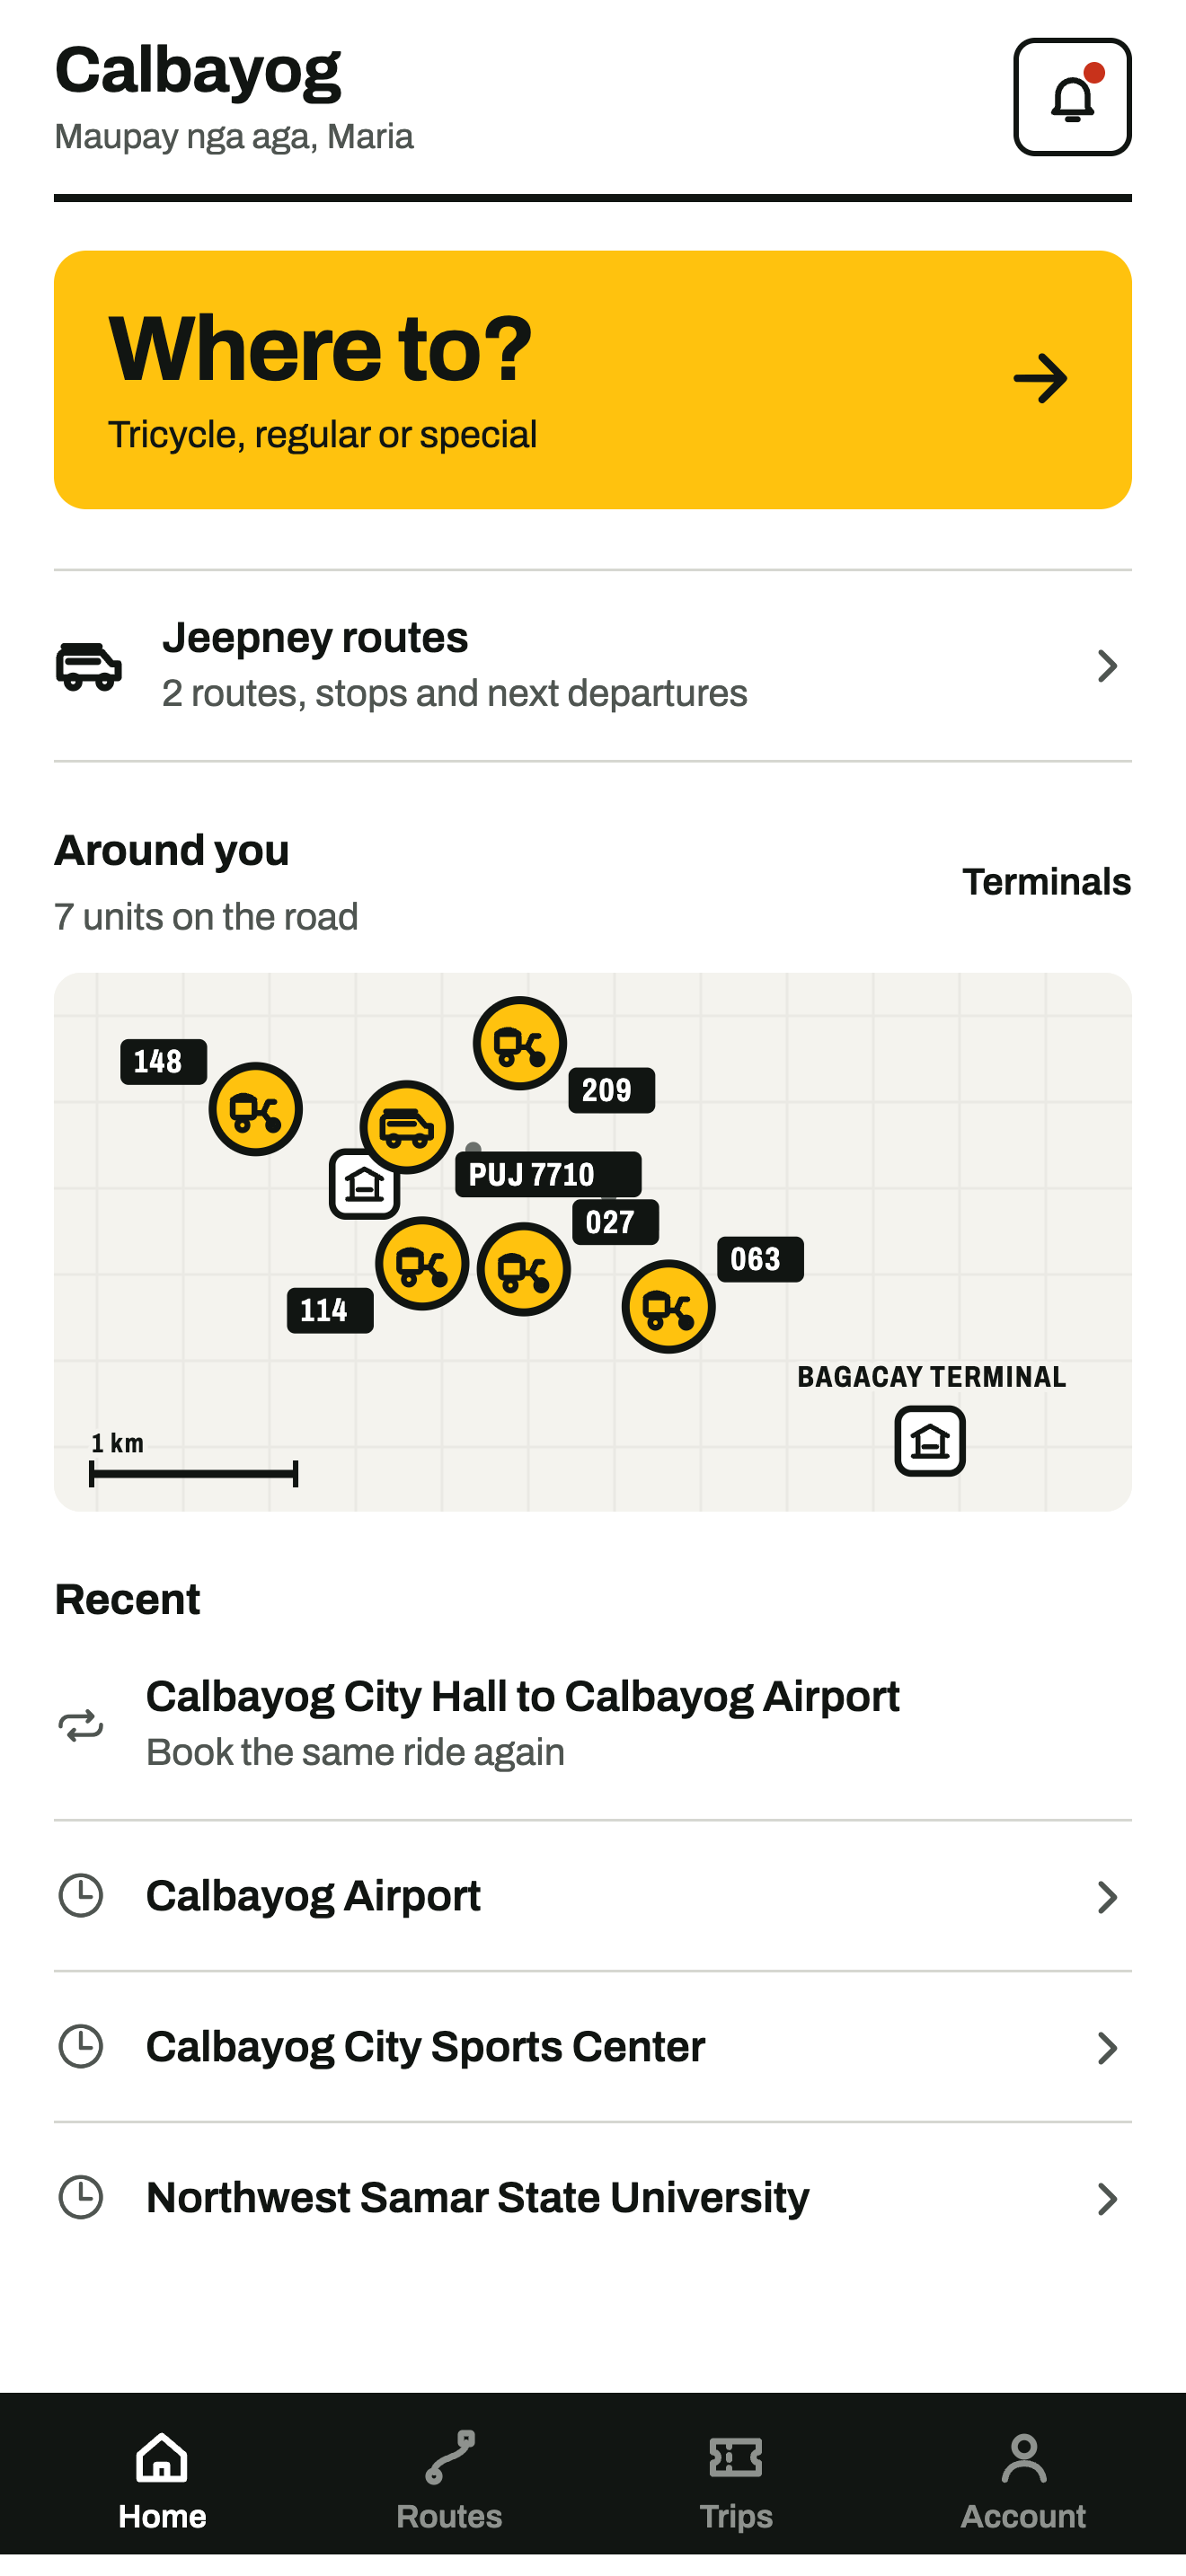 Calbayog
Maupay nga aga, Maria
Where to?
Tricycle, regular or special
Jeepney routes
2 routes, stops and next departures
Around you
7 units on the road
Terminals
148
209
PUJ 7710
027
063
114
BAGACAY TERMINAL
1 km
Recent
Calbayog City Hall to Calbayog Airport
Book the same ride again
Calbayog Airport
Calbayog City Sports Center
Northwest Samar State University
Home
Routes
Trips
Account